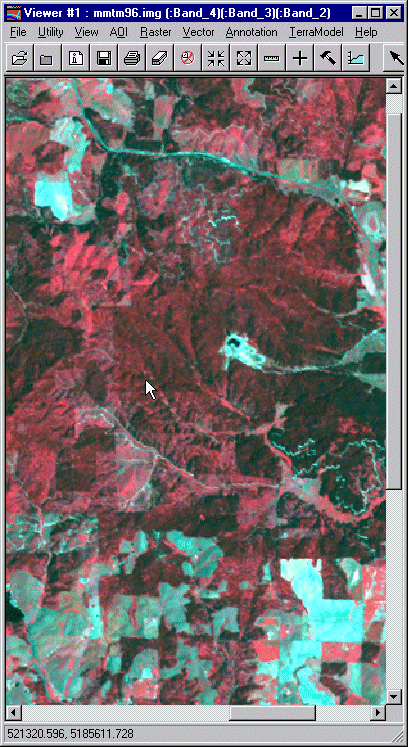 Viewer #1 : mmtm96.img (:Band_4)(:Band_3)(:Band_2)
File Utility View AOI Raster Vector Annotation TerraModel Help
521320.596, 5185611.728